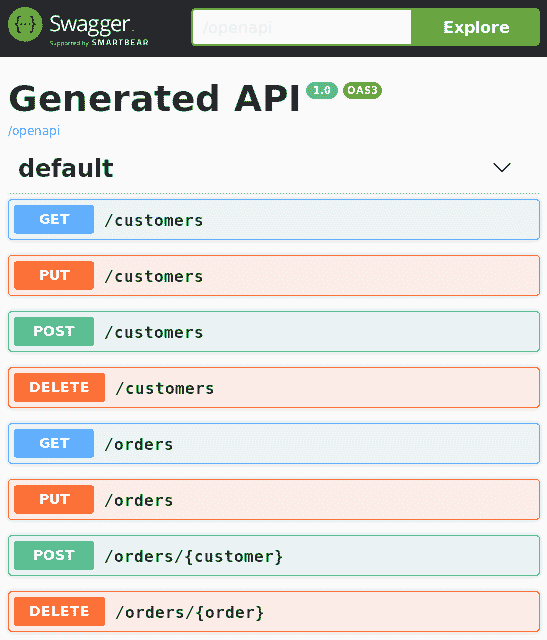 {...} Swagger.
Supported by SMARTBEAR
/openapi
Explore
Generated API 1.0 OAS3
/openapi
default
GET /customers
PUT /customers
POST /customers
DELETE /customers
GET /orders
PUT /orders
POST /orders/{customer}
DELETE /orders/{order}